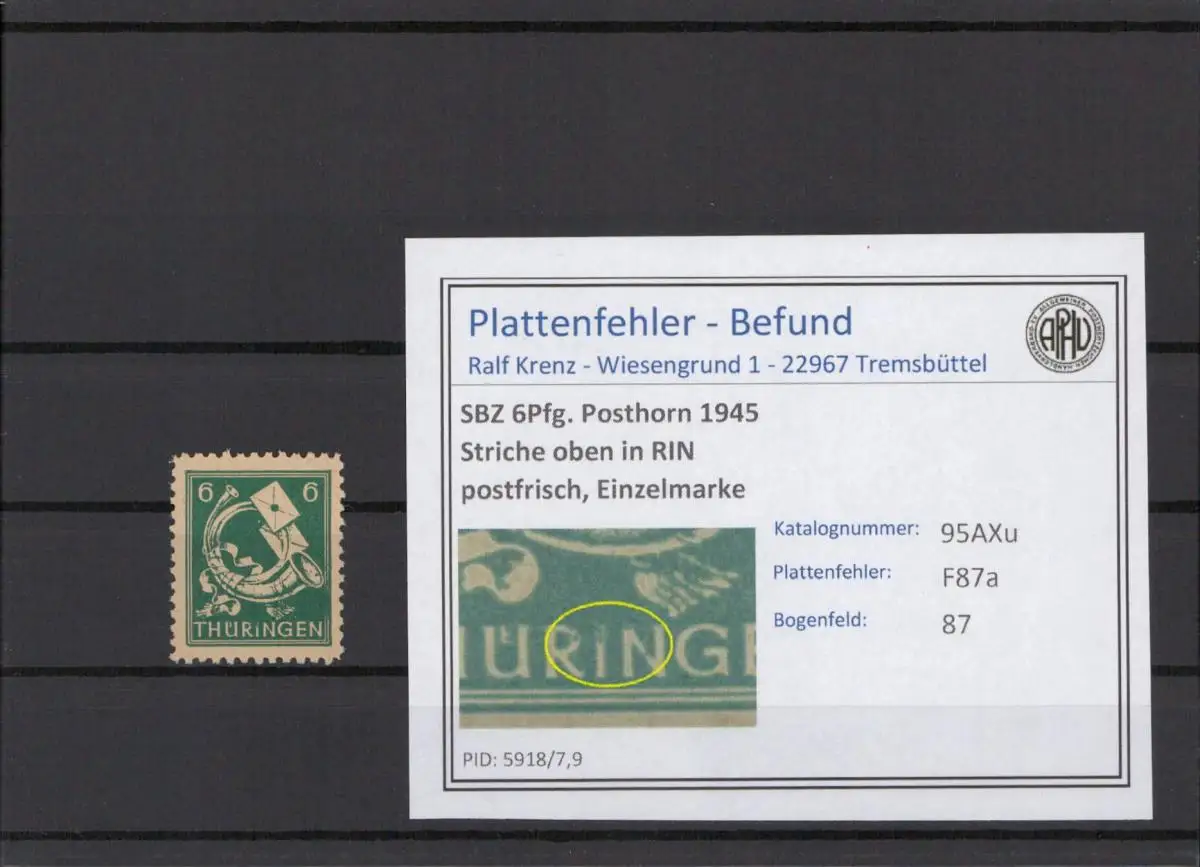 6 6
THÜRINGEN
Plattenfehler - Befund
Ralf Krenz - Wiesengrund 1 - 22967 Tremsbüttel
APHV
SBZ 6Pfg. Posthorn 1945
Striche oben in RIN
postfrisch, Einzelmarke
THÜRINGE
Katalognummer: 95AXu
Plattenfehler: F87a
Bogenfeld: 87
PID: 5918/7,9